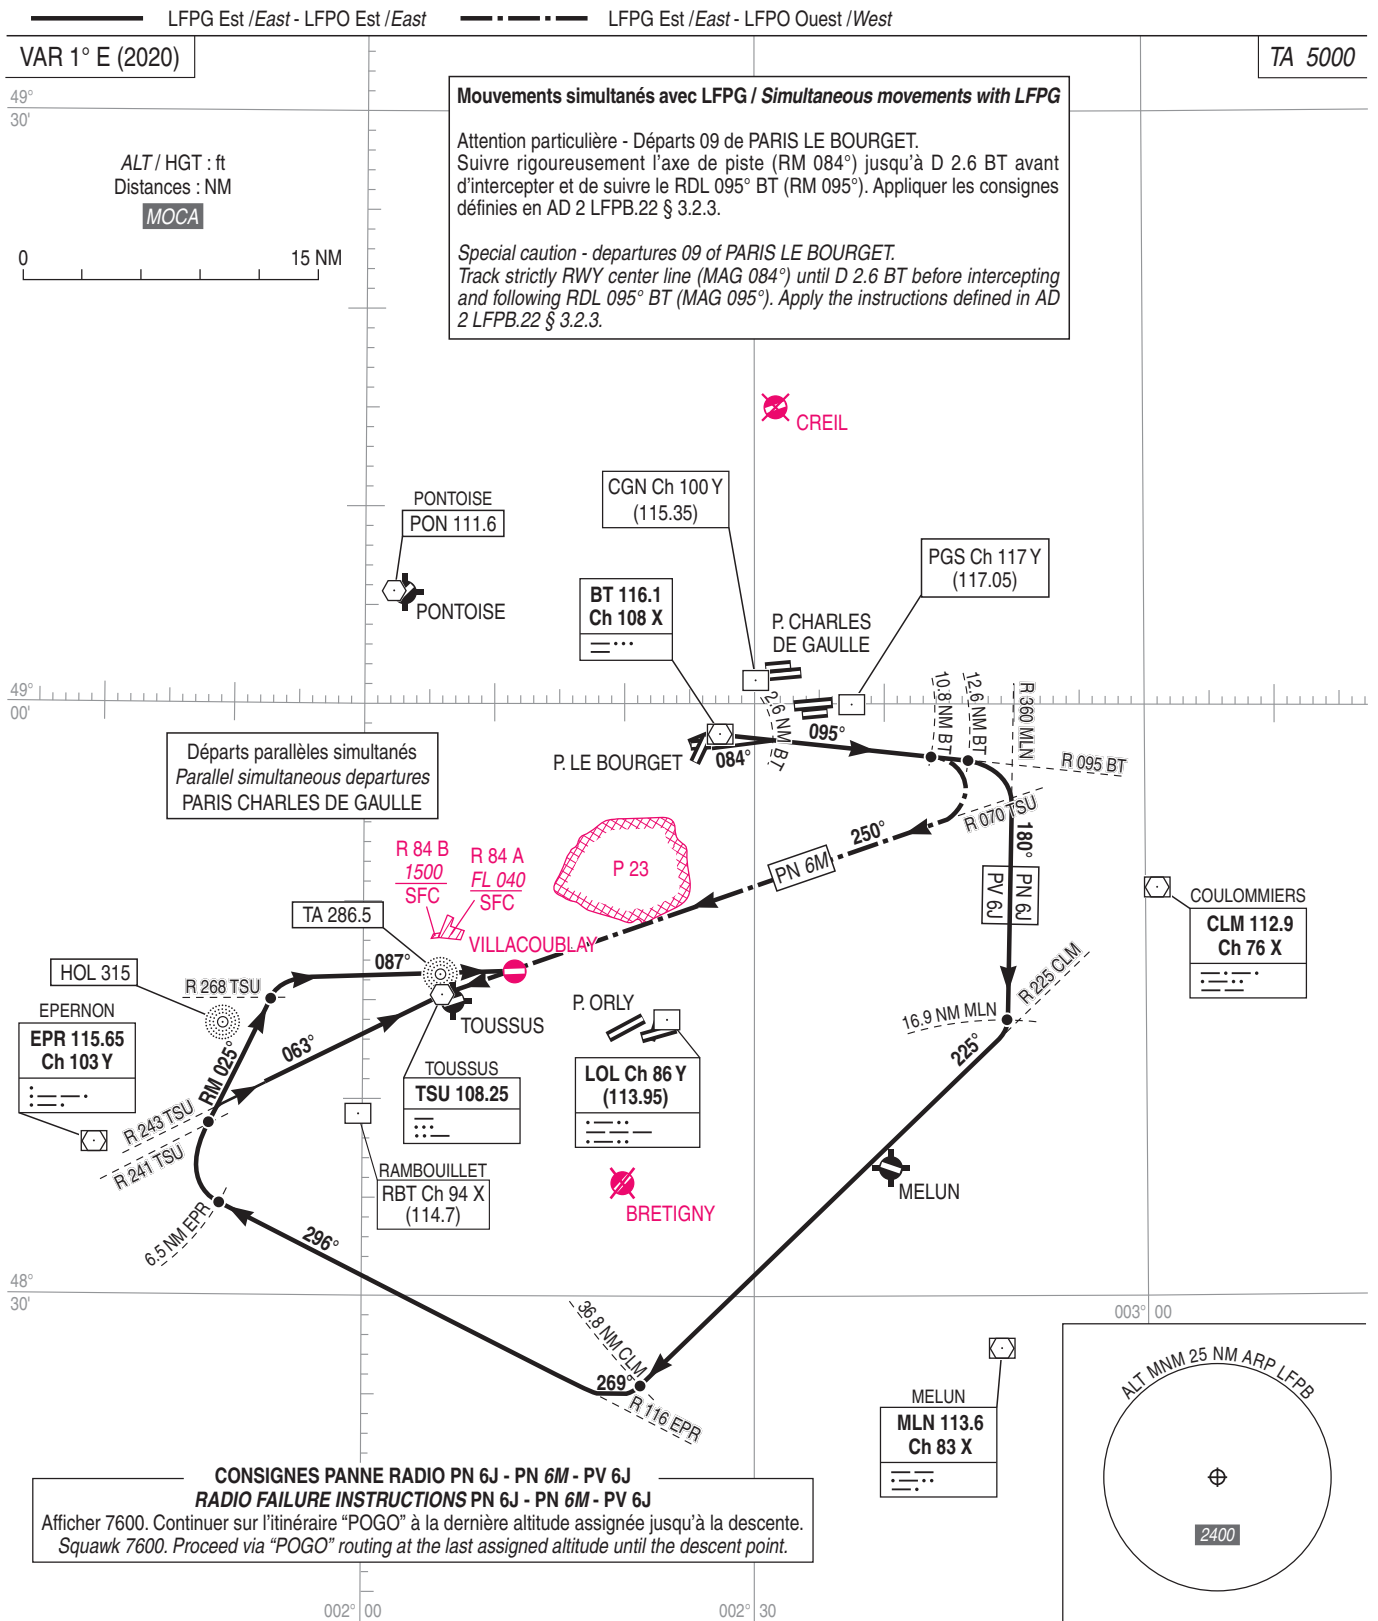 LFPG Est /East - LFPO Est /East
LFPG Est /East - LFPO Ouest /West
VAR 1° E (2020)
TA 5000
49°
30'
ALT / HGT : ft
Distances : NM
MOCA
0
15 NM
Mouvements simultanés avec LFPG / Simultaneous movements with LFPG
Attention particulière - Départs 09 de PARIS LE BOURGET.
Suivre rigoureusement l'axe de piste (RM 084°) jusqu'à D 2.6 BT avant
d'intercepter et de suivre le RDL 095° BT (RM 095°). Appliquer les consignes
définies en AD 2 LFPB.22 § 3.2.3.
Special caution - departures 09 of PARIS LE BOURGET.
Track strictly RWY center line (MAG 084°) until D 2.6 BT before intercepting
and following RDL 095° BT (MAG 095°). Apply the instructions defined in AD
2 LFPB.22 § 3.2.3.
CREIL
CGN Ch 100 Y
(115.35)
PONTOISE
PON 111.6
PONTOISE
PGS Ch 117 Y
(117.05)
BT 116.1
Ch 108 X
P. CHARLES
DE GAULLE
49°
00'
2.6 NM BT
10.8 NM BT
12.6 NM BT
R 360 MLN
095°
084°
P. LE BOURGET
R 095 BT
Départs parallèles simultanés
Parallel simultaneous departures
PARIS CHARLES DE GAULLE
R 070 TSU
250°
180°
PN 6M
PN 6J
PV 6J
R 84 B
1500
SFC
R 84 A
FL 040
SFC
P 23
COULOMMIERS
CLM 112.9
Ch 76 X
TA 286.5
VILLACOUBLAY
087°
HOL 315
R 268 TSU
R 225 CLM
16.9 NM MLN
EPERNON
EPR 115.65
Ch 103 Y
P. ORLY
TOUSSUS
RM 025°
063°
225°
TOUSSUS
TSU 108.25
LOL Ch 86 Y
(113.95)
R 243 TSU
R 241 TSU
RAMBOUILLET
RBT Ch 94 X
(114.7)
MELUN
BRETIGNY
6.5 NM EPR
296°
48°
30'
003° 00
36.8 NM CLM
269°
R 116 EPR
MELUN
MLN 113.6
Ch 83 X
ALT MNM 25 NM ARP LFPB
2400
CONSIGNES PANNE RADIO PN 6J - PN 6M - PV 6J
RADIO FAILURE INSTRUCTIONS PN 6J - PN 6M - PV 6J
Afficher 7600. Continuer sur l'itinéraire “POGO” à la dernière altitude assignée jusqu'à la descente.
Squawk 7600. Proceed via “POGO” routing at the last assigned altitude until the descent point.
002° 00
002° 30